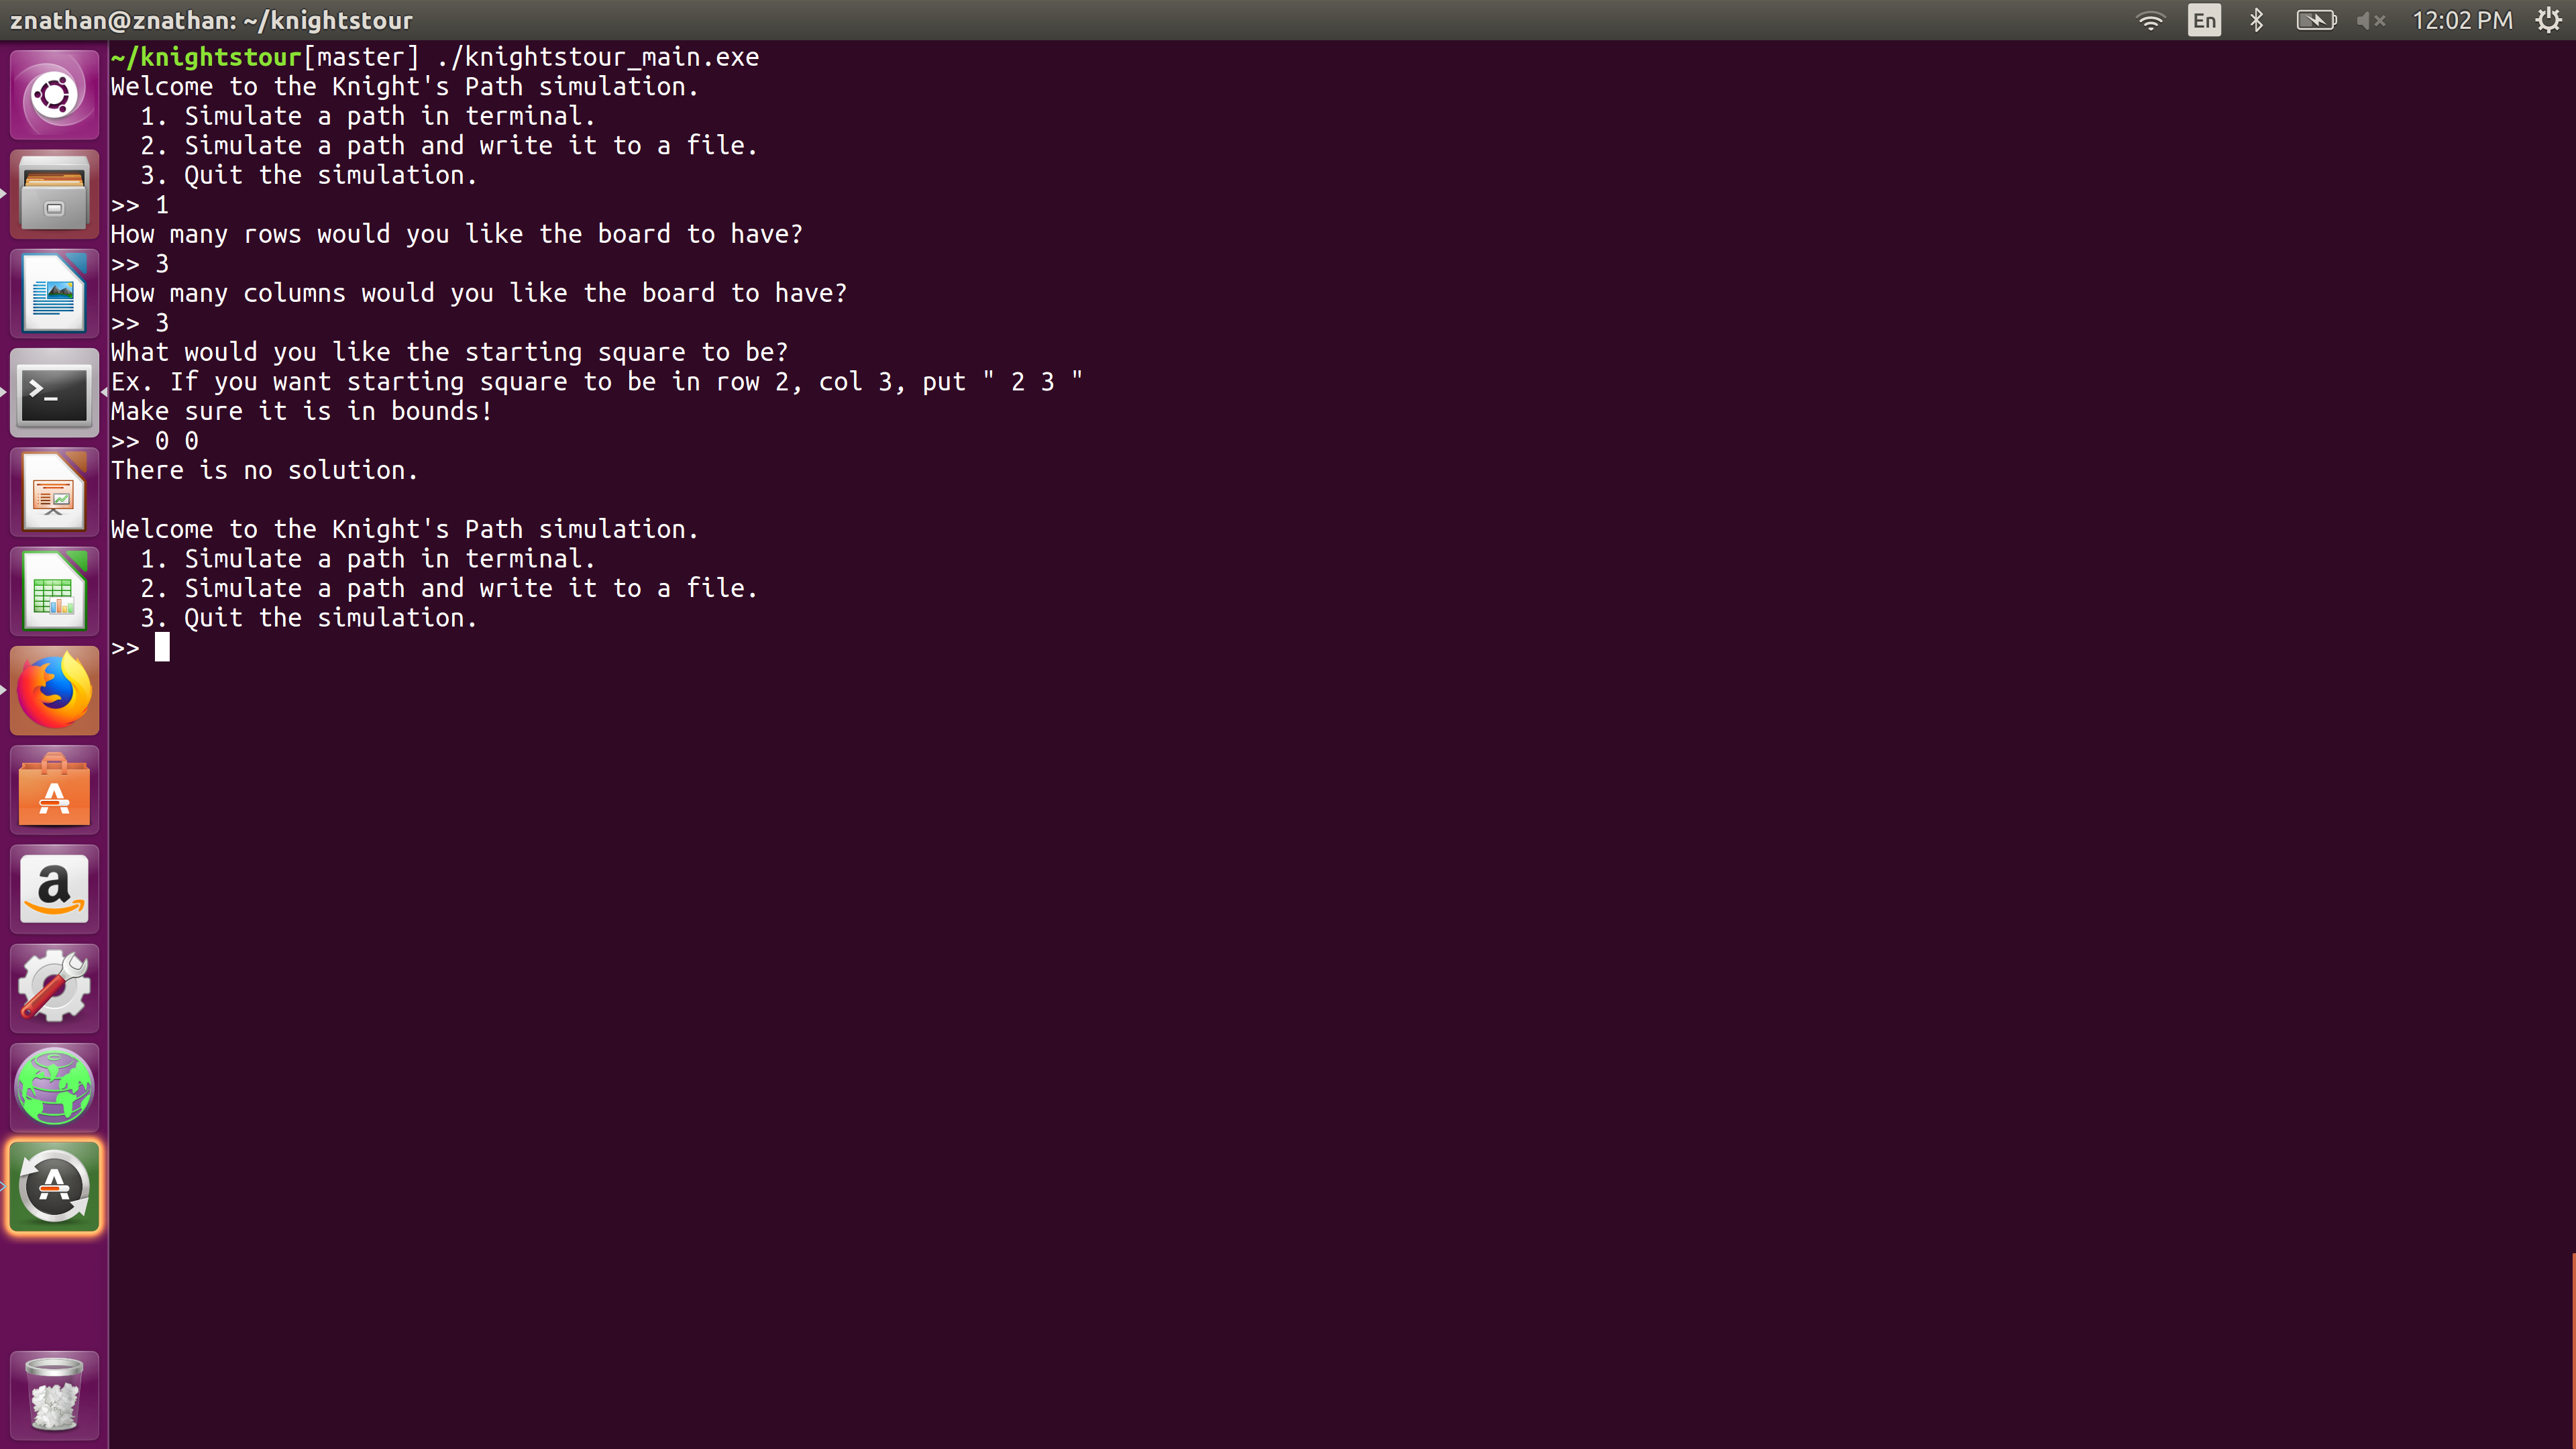 znathan@znathan: ~/knightstour
En
12:02 PM
~/knightstour[master] ./knightstour_main.exe
Welcome to the Knight's Path simulation.
  1. Simulate a path in terminal.
  2. Simulate a path and write it to a file.
  3. Quit the simulation.
>> 1
How many rows would you like the board to have?
>> 3
How many columns would you like the board to have?
>> 3
What would you like the starting square to be?
Ex. If you want starting square to be in row 2, col 3, put " 2 3 "
Make sure it is in bounds!
>> 0 0
There is no solution.

Welcome to the Knight's Path simulation.
  1. Simulate a path in terminal.
  2. Simulate a path and write it to a file.
  3. Quit the simulation.
>>